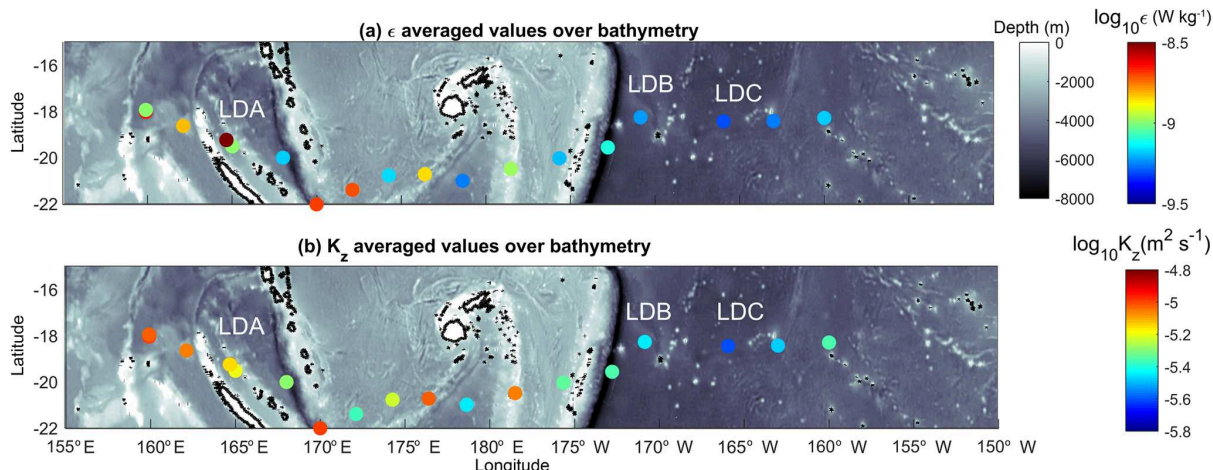 (a) ϵ averaged values over bathymetry
Depth (m)
log₁₀ϵ (W kg⁻¹)
Latitude
-16
-18
-20
-22
LDA
LDB
LDC
0
-2000
-4000
-6000
-8000
-8.5
-9
-9.5
(b) K_z averaged values over bathymetry
log₁₀K_z(m² s⁻¹)
Latitude
-16
-18
-20
-22
LDA
LDB
LDC
-4.8
-5
-5.2
-5.4
-5.6
-5.8
155° E 160° E 165° E 170° E 175° E 180° E 175° W 170° W 165° W 160° W 155° W 150° W
Longitude